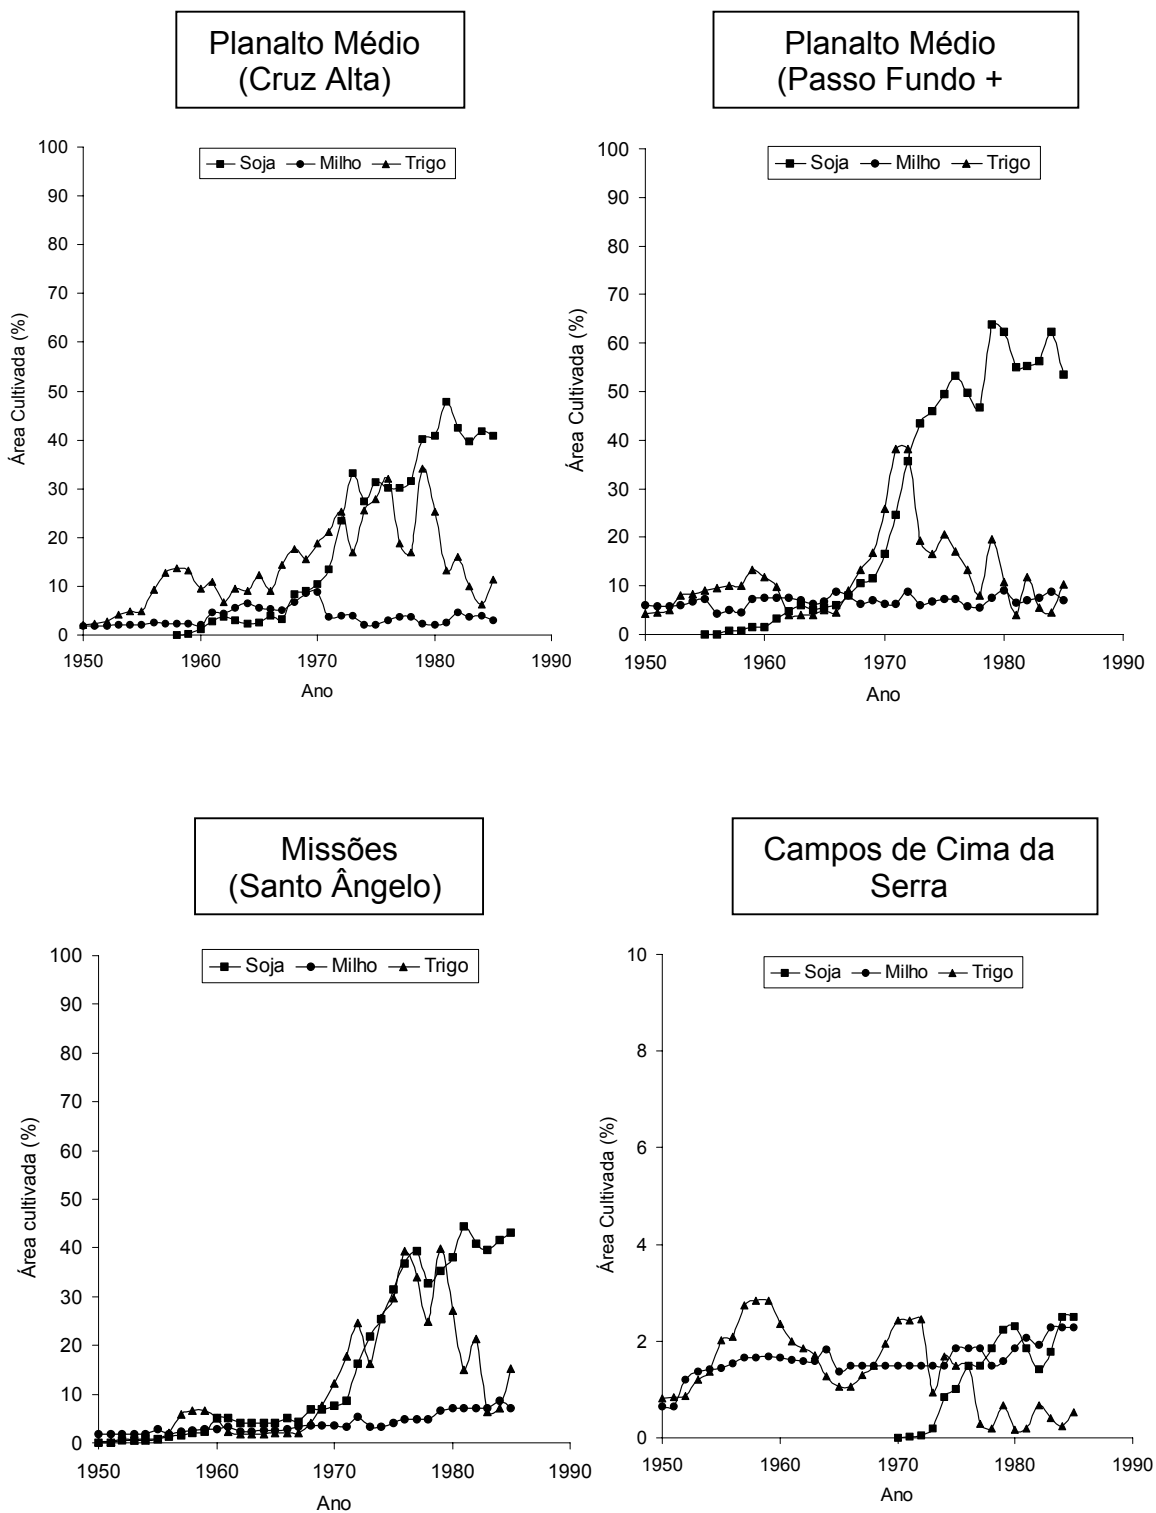 Planalto Médio
(Cruz Alta)
Planalto Médio
(Passo Fundo +
Soja Milho Trigo
100
90
80
70
60
50
40
30
20
10
0
Área Cultivada (%)
1950 1960 1970 1980 1990
Ano
Soja Milho Trigo
100
90
80
70
60
50
40
30
20
10
0
Área Cultivada (%)
1950 1960 1970 1980 1990
Ano
Missões
(Santo Ângelo)
Campos de Cima da
Serra
Soja Milho Trigo
100
90
80
70
60
50
40
30
20
10
0
Área cultivada (%)
1950 1960 1970 1980 1990
Ano
Soja Milho Trigo
10
8
6
4
2
0
Área Cultivada (%)
1950 1960 1970 1980 1990
Ano